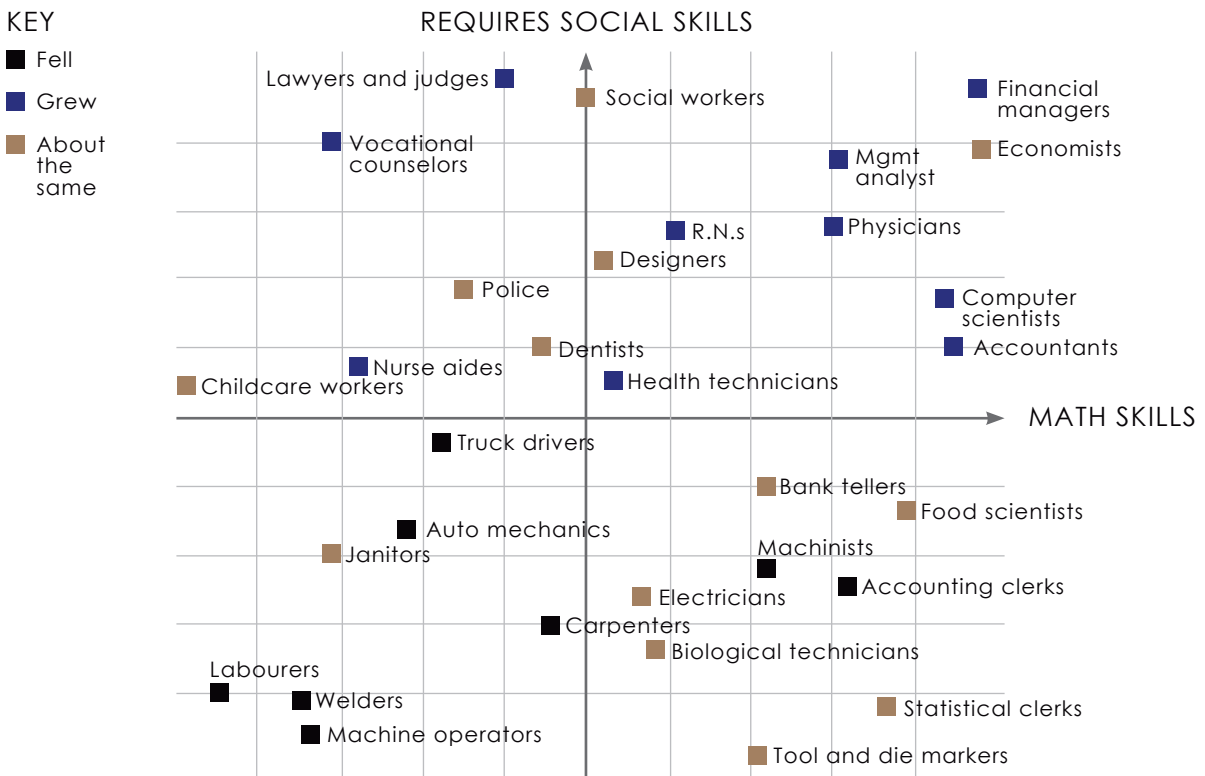 KEY
Fell
Grew
About
the
same
REQUIRES SOCIAL SKILLS
Lawyers and judges
Social workers
Financial
managers
Vocational
counselors
Economists
Mgmt
analyst
R.N.s
Physicians
Designers
Police
Computer
scientists
Dentists
Accountants
Nurse aides
Health technicians
Childcare workers
MATH SKILLS
Truck drivers
Bank tellers
Food scientists
Auto mechanics
Janitors
Machinists
Accounting clerks
Electricians
Carpenters
Biological technicians
Labourers
Welders
Statistical clerks
Machine operators
Tool and die markers